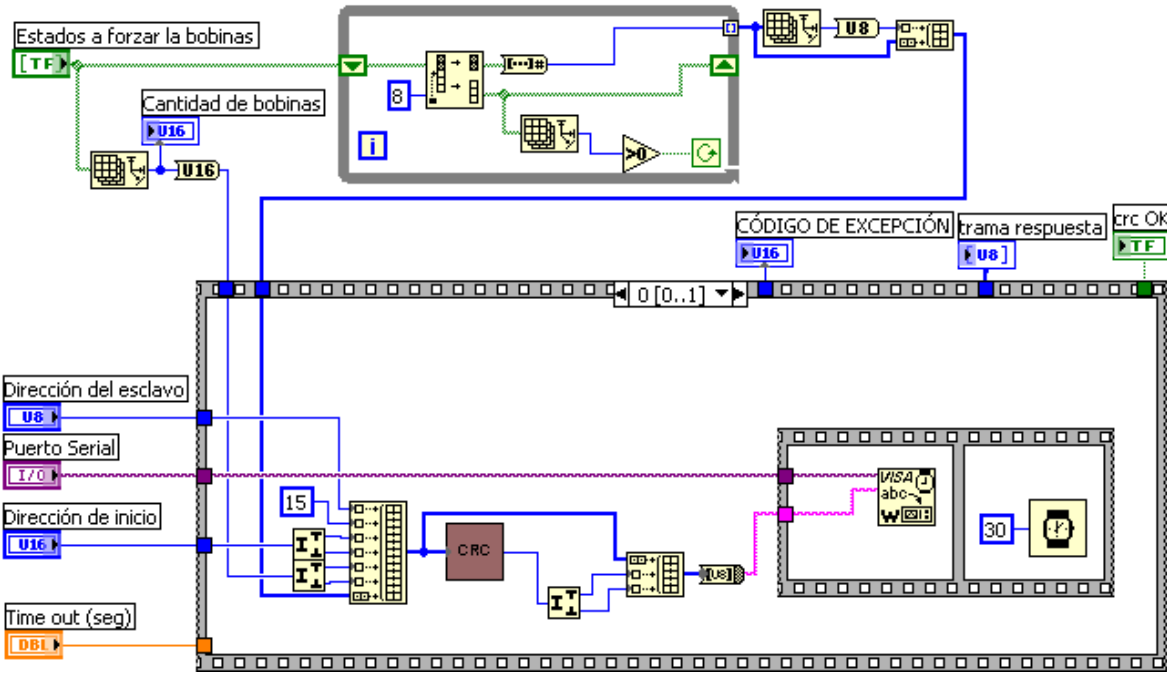 Estados a forzar la bobinas
[TF]
Cantidad de bobinas
U16
U16
8
[...]#
i
>0
U8
CÓDIGO DE EXCEPCIÓN
U16
trama respuesta
[U8]
crc OK
TF
0 [0..1]
Dirección del esclavo
U8
Puerto Serial
I/O
Dirección de inicio
U16
Time out (seg)
DBL
15
CRC
[U8]
VISA
abc
W
30